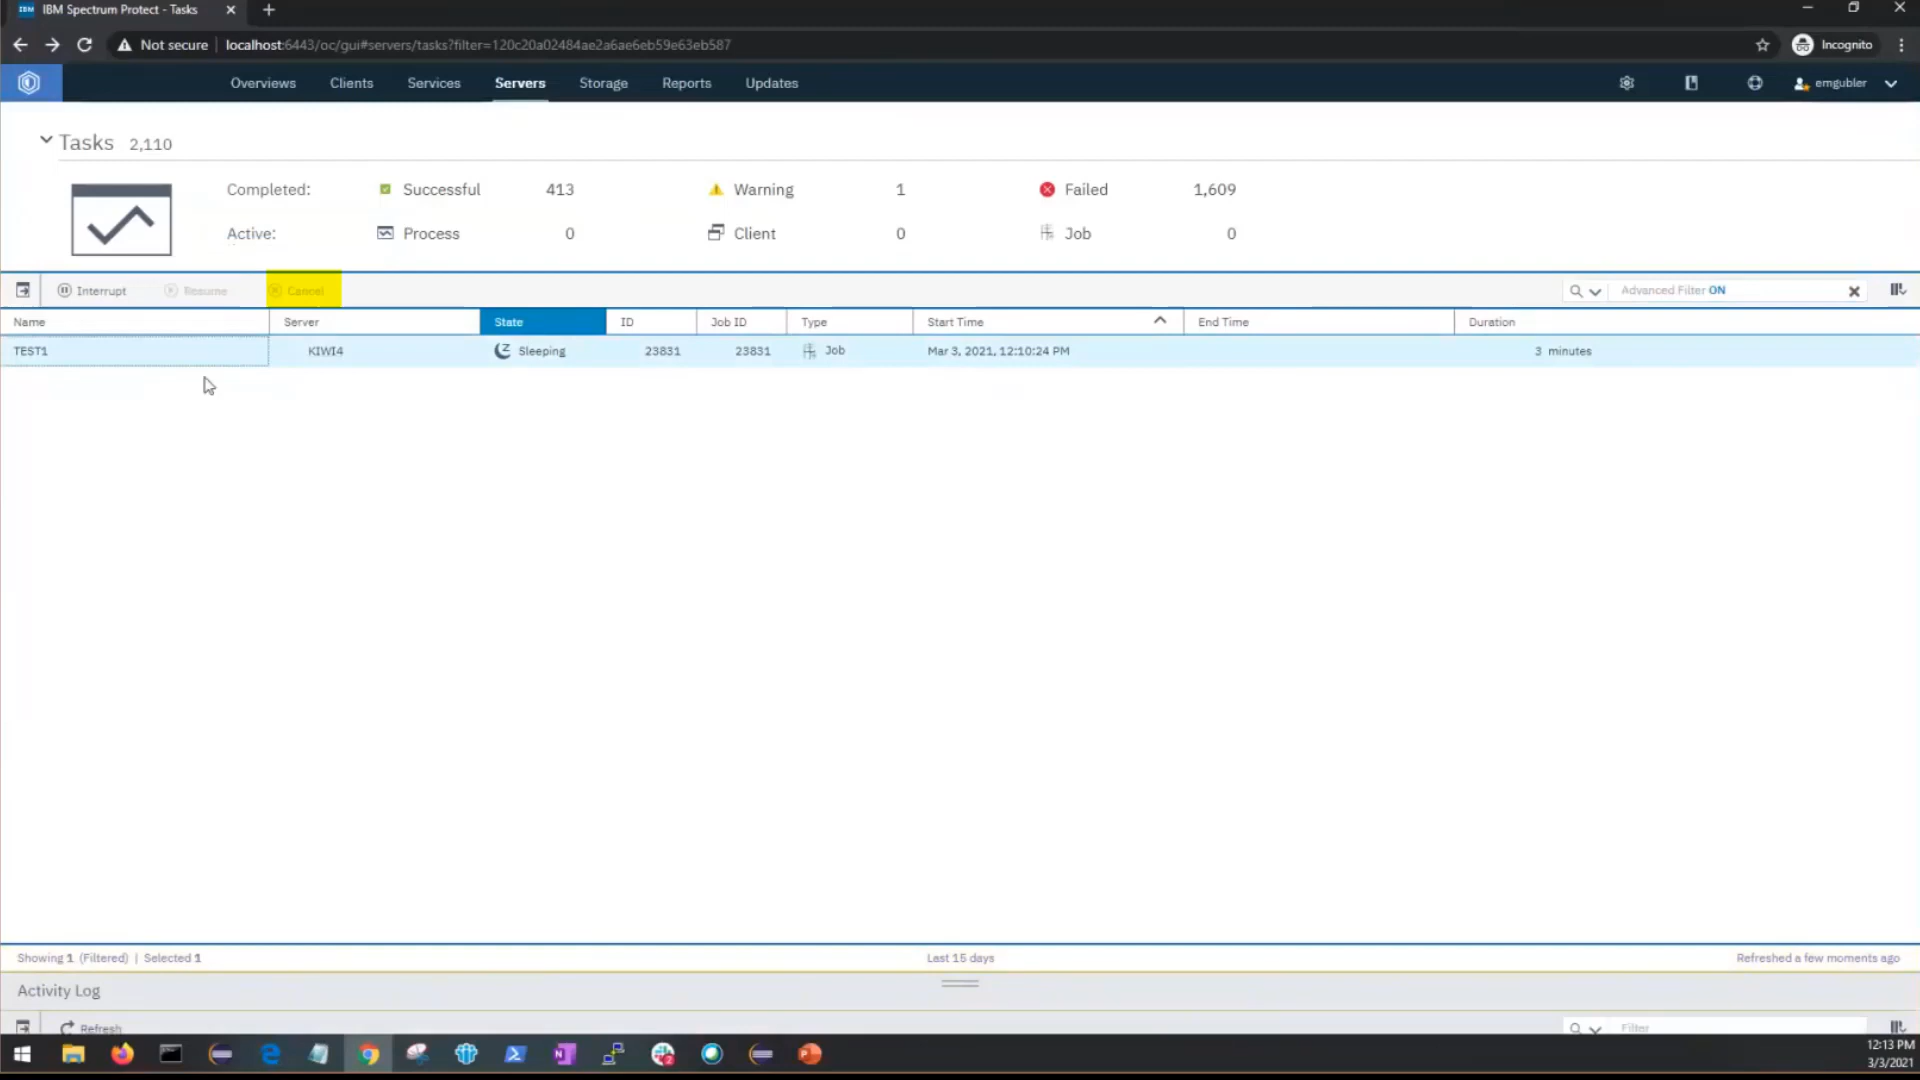 IBM IBM Spectrum Protect - Tasks
Not secure localhost:6443/oc/gui#servers/tasks?filter=120c20a02484ae2a6ae6eb59e63eb587 Incognito
Overviews Clients Services Servers Storage Reports Updates emgubler
Tasks 2,110
Completed: Successful 413 Warning 1 Failed 1,609
Active: Process 0 Client 0 Job 0
Interrupt Resume Cancel Advanced Filter ON
Name Server State ID Job ID Type Start Time End Time Duration
TEST1 KIWI4 Sleeping 23831 23831 Job Mar 3, 2021, 12:10:24 PM 3 minutes
Showing 1 (Filtered) | Selected 1 Last 15 days Refreshed a few moments ago
Activity Log
Refresh Filter
12:13 PM
3/3/2021